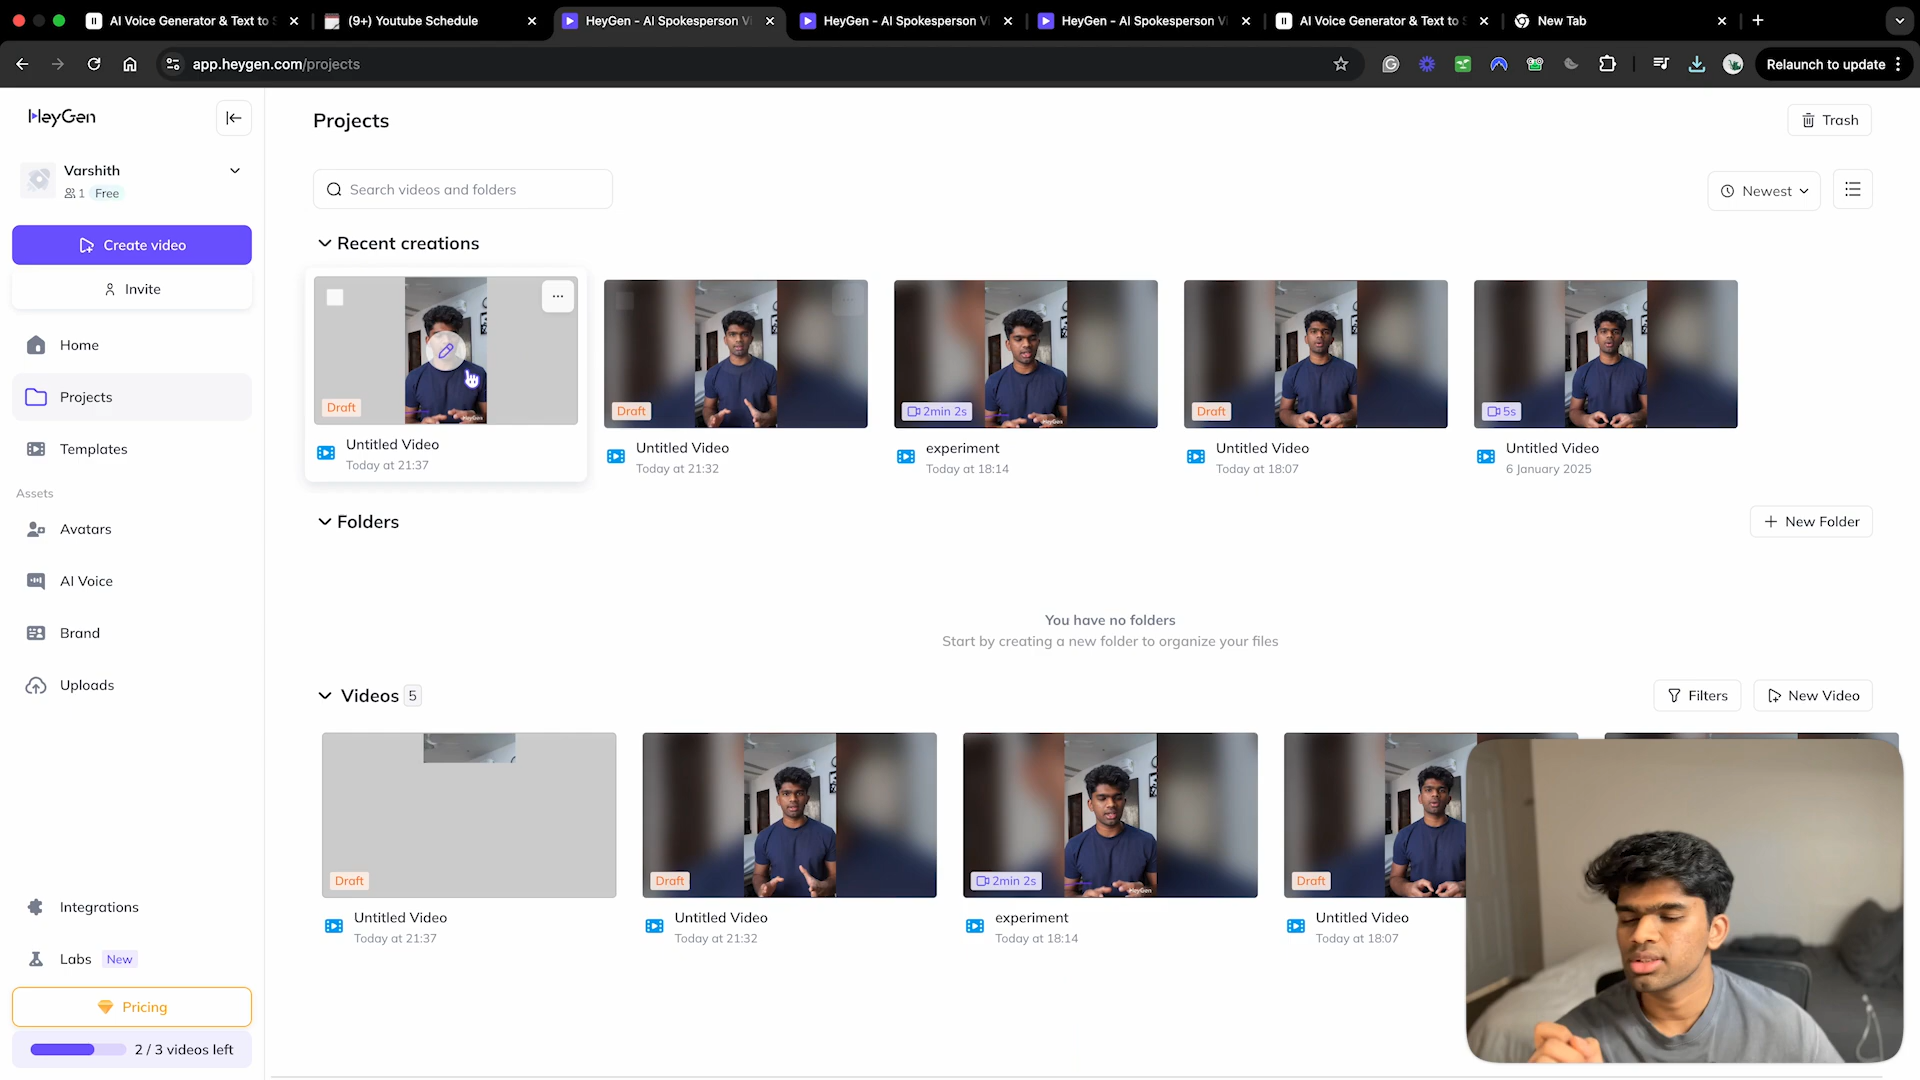 AI Voice Generator & Text to S
(9+) Youtube Schedule
HeyGen - AI Spokesperson Vi
HeyGen - AI Spokesperson Vi
HeyGen - AI Spokesperson Vi
AI Voice Generator & Text to S
New Tab
app.heygen.com/projects
Relaunch to update
HeyGen
Varshith
1 Free
Create video
Invite
Home
Projects
Templates
Assets
Avatars
AI Voice
Brand
Uploads
Integrations
Labs New
Pricing
2 / 3 videos left
Projects
Trash
Search videos and folders
Newest
Recent creations
Draft
Untitled Video
Today at 21:37
Draft
Untitled Video
Today at 21:32
2min 2s
HeyGen
experiment
Today at 18:14
Draft
Untitled Video
Today at 18:07
5s
Untitled Video
6 January 2025
Folders
New Folder
You have no folders
Start by creating a new folder to organize your files
Videos 5
Filters
New Video
Draft
Untitled Video
Today at 21:37
Draft
Untitled Video
Today at 21:32
2min 2s
HeyGen
experiment
Today at 18:14
Draft
Untitled Video
Today at 18:07